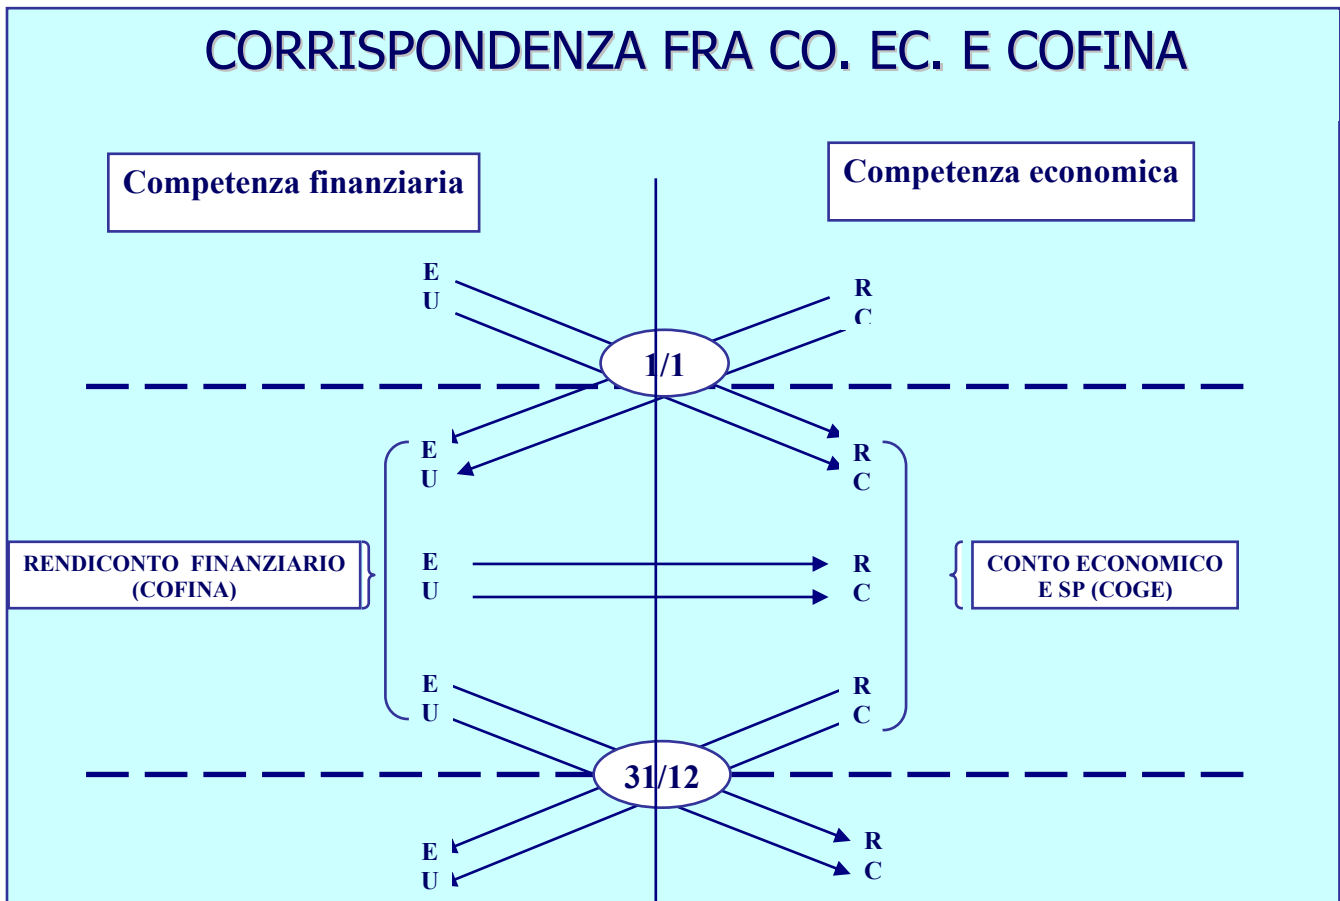 CORRISPONDENZA FRA CO. EC. E COFINA
Competenza finanziaria
Competenza economica
E
U
R
C
1/1
E
U
R
C
RENDICONTO FINANZIARIO
(COFINA)
E
U
R
C
CONTO ECONOMICO
E SP (COGE)
E
U
R
C
31/12
E
U
R
C